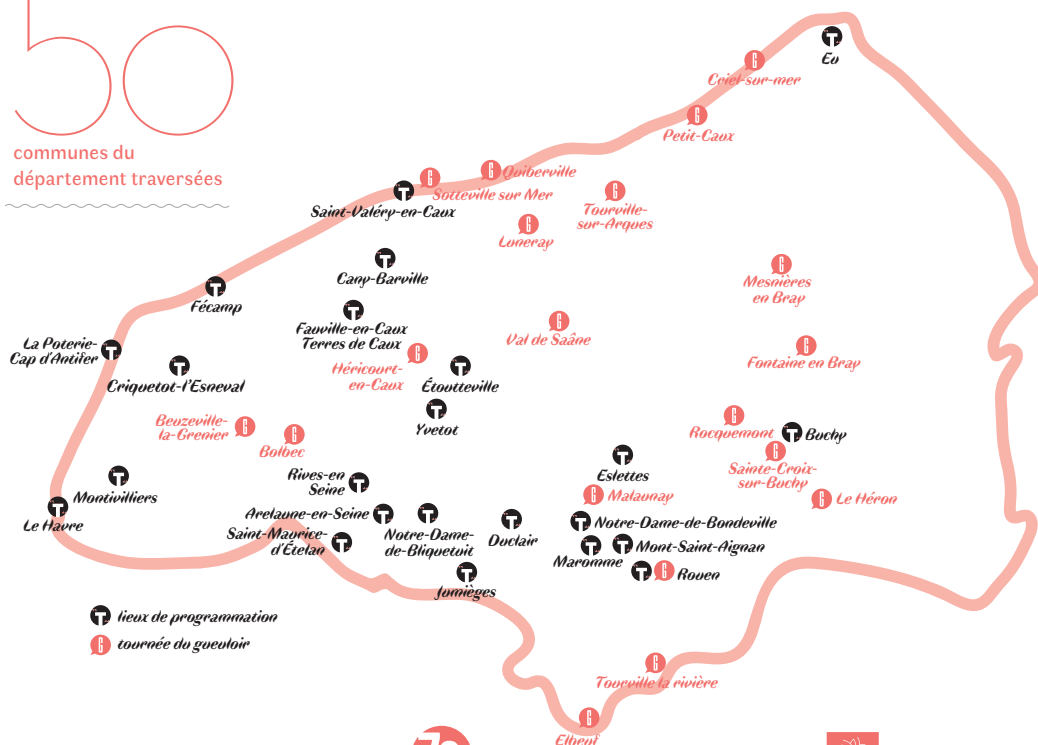 50
communes du
département traversées
Eu
Criel-sur-mer
Petit-Caux
Quiberville
Sotteville sur Mer
Saint-Valéry-en-Caux
Tourville-
sur-Arques
Luneray
Cany-Barville
Mesnières
en Bray
Fécamp
Fauville-en-Caux
Terres de Caux
Val de Saâne
La Poterie-
Cap d'Antifer
Héricourt-
en-Caux
Fontaine en Bray
Criquetot-l'Esneval
Étoutteville
Beuzeville-
la-Grenier
Yvetot
Rocquemont
Buchy
Bolbec
Sainte-Croix-
sur-Buchy
Rives-en
Seine
Eslettes
Montivilliers
Malaunay
Le Héron
Le Havre
Arelaune-en-Seine
Notre-Dame-de-Bondeville
Saint-Maurice-
d'Ételan
Notre-Dame-
de-Bliquetuit
Duclair
Mont-Saint-Aignan
Maromme
Rouen
Jumièges
T lieux de programmation
G tournée du gueuloir
Tourville la rivière
Elbeuf